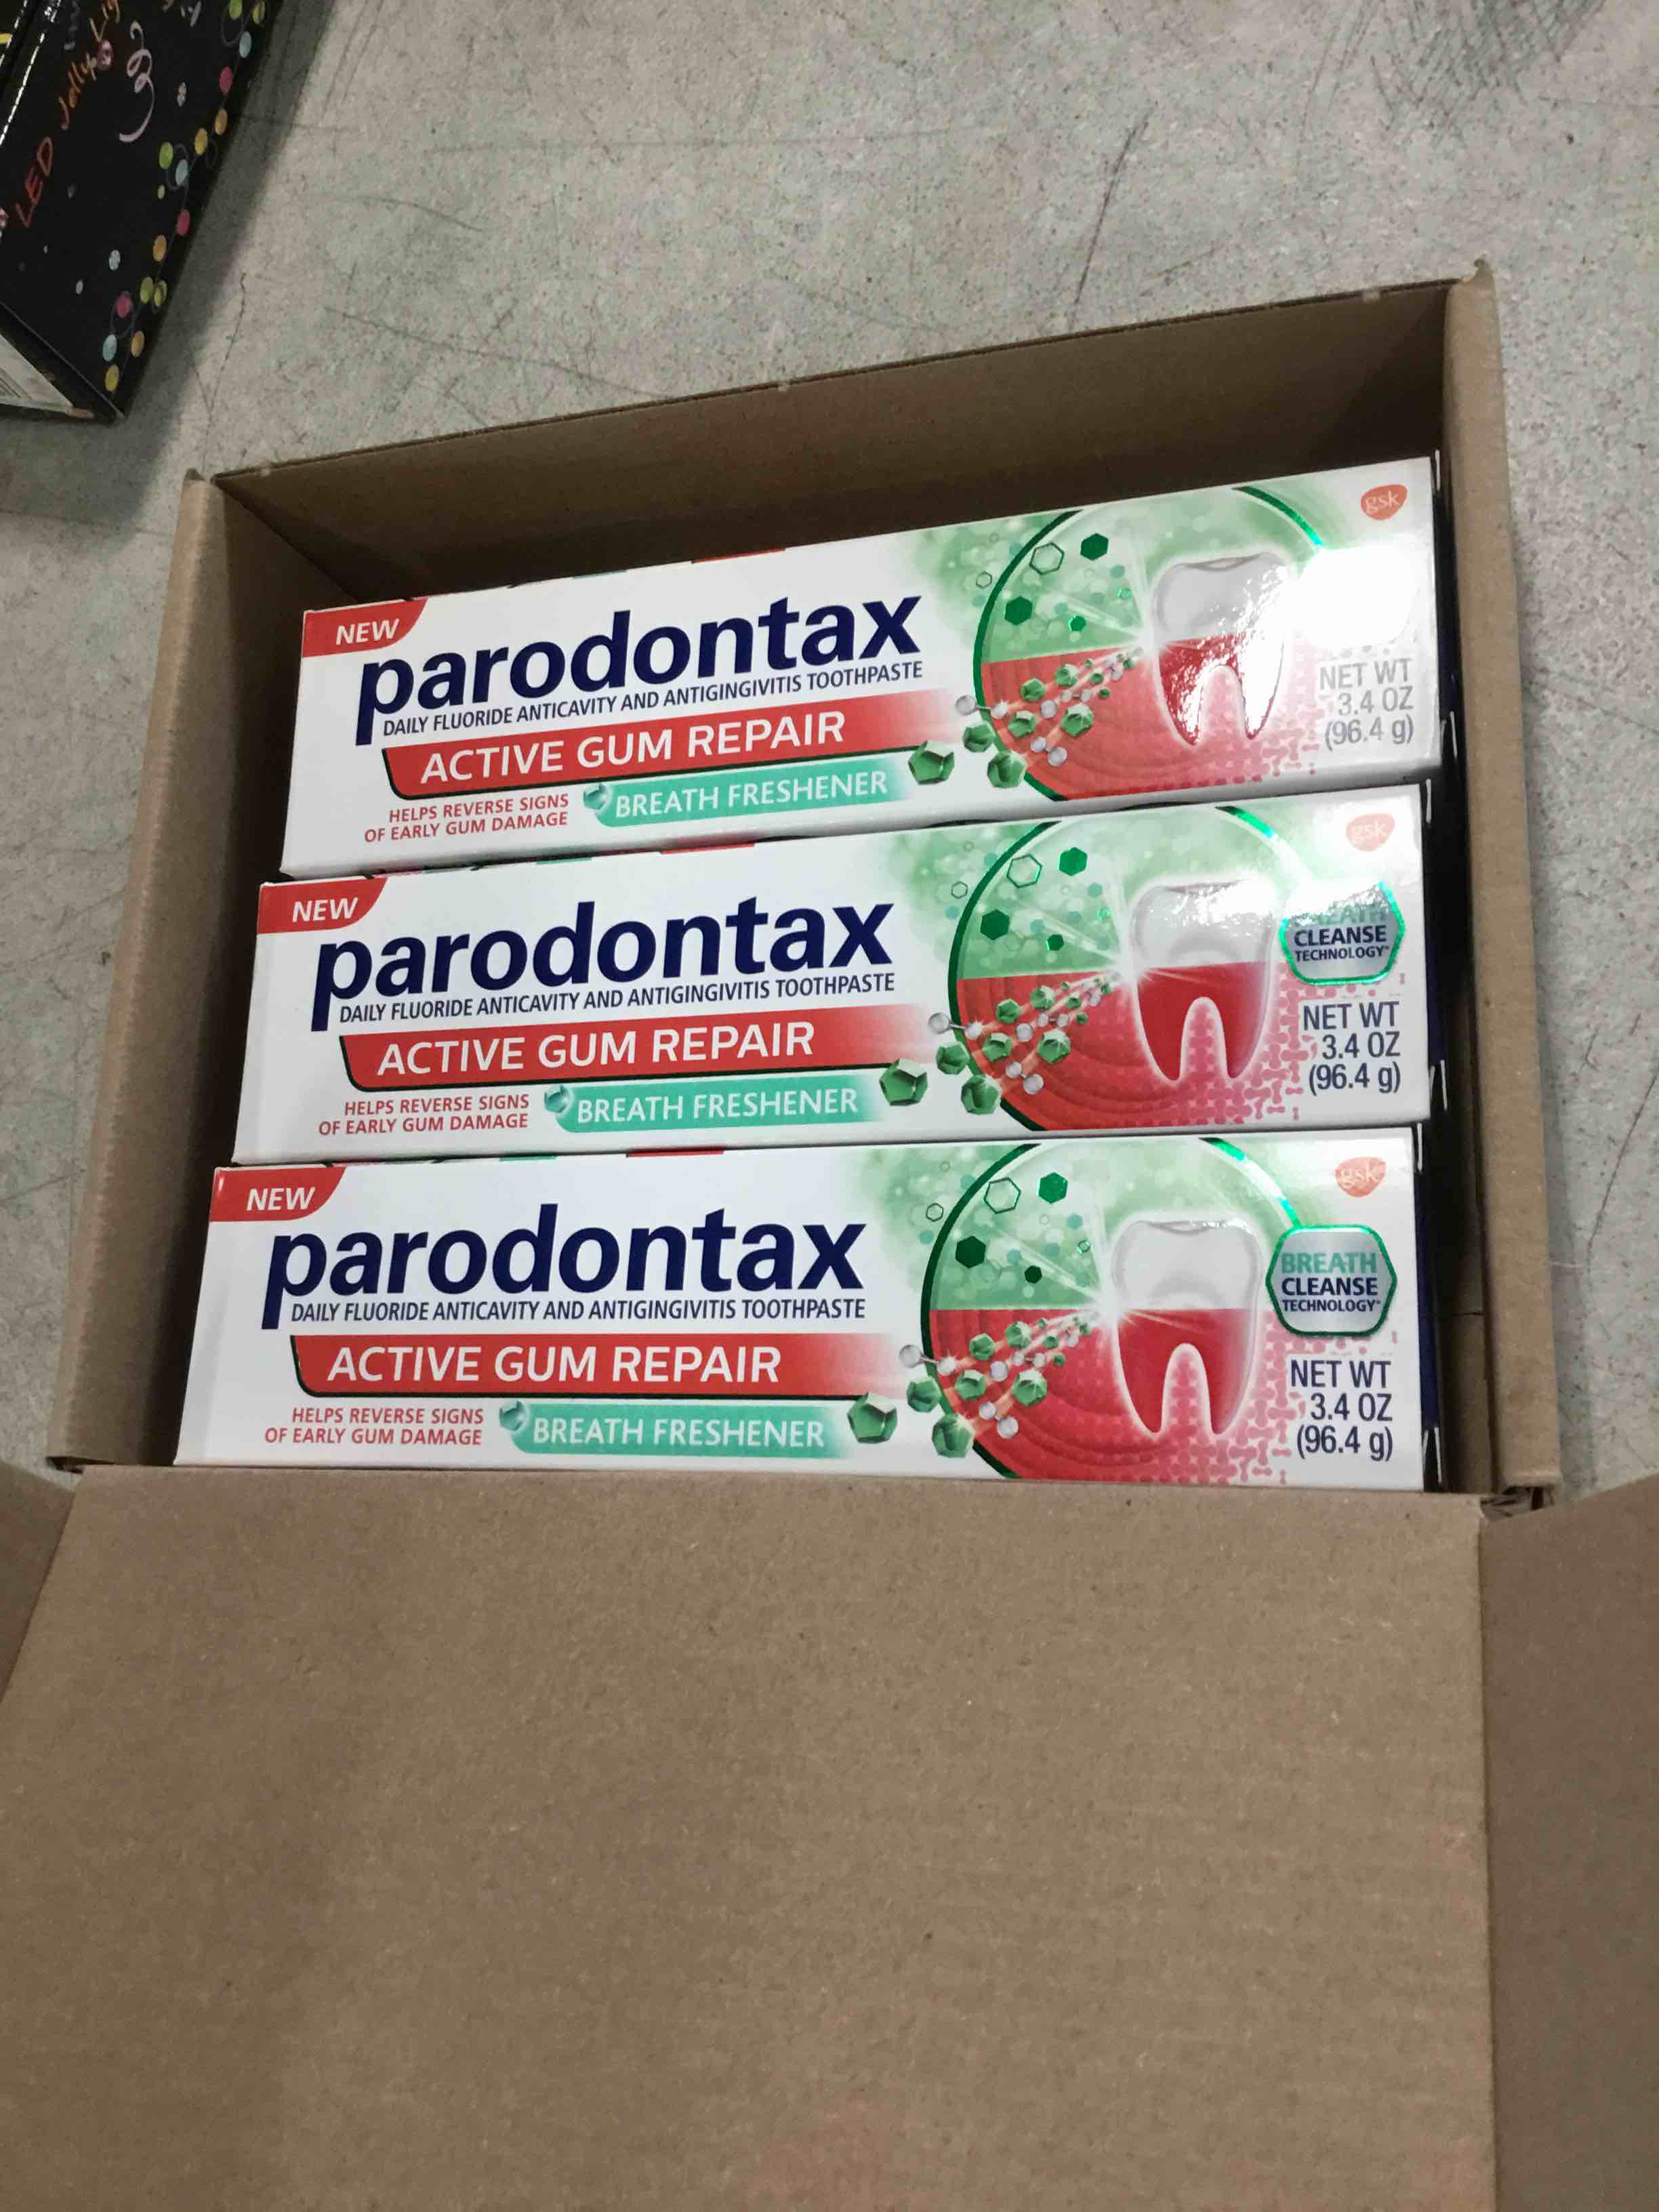 LED Jelly
gsk
NEW
parodontax
DAILY FLUORIDE ANTICAVITY AND ANTIGINGIVITIS TOOTHPASTE
ACTIVE GUM REPAIR
HELPS REVERSE SIGNS
OF EARLY GUM DAMAGE
BREATH FRESHENER
NET WT
3.4 OZ
(96.4 g)
gsk
NEW
parodontax
DAILY FLUORIDE ANTICAVITY AND ANTIGINGIVITIS TOOTHPASTE
ACTIVE GUM REPAIR
HELPS REVERSE SIGNS
OF EARLY GUM DAMAGE
BREATH FRESHENER
BREATH
CLEANSE
TECHNOLOGY*
NET WT
3.4 OZ
(96.4 g)
gsk
NEW
parodontax
DAILY FLUORIDE ANTICAVITY AND ANTIGINGIVITIS TOOTHPASTE
ACTIVE GUM REPAIR
HELPS REVERSE SIGNS
OF EARLY GUM DAMAGE
BREATH FRESHENER
BREATH
CLEANSE
TECHNOLOGY*
NET WT
3.4 OZ
(96.4 g)